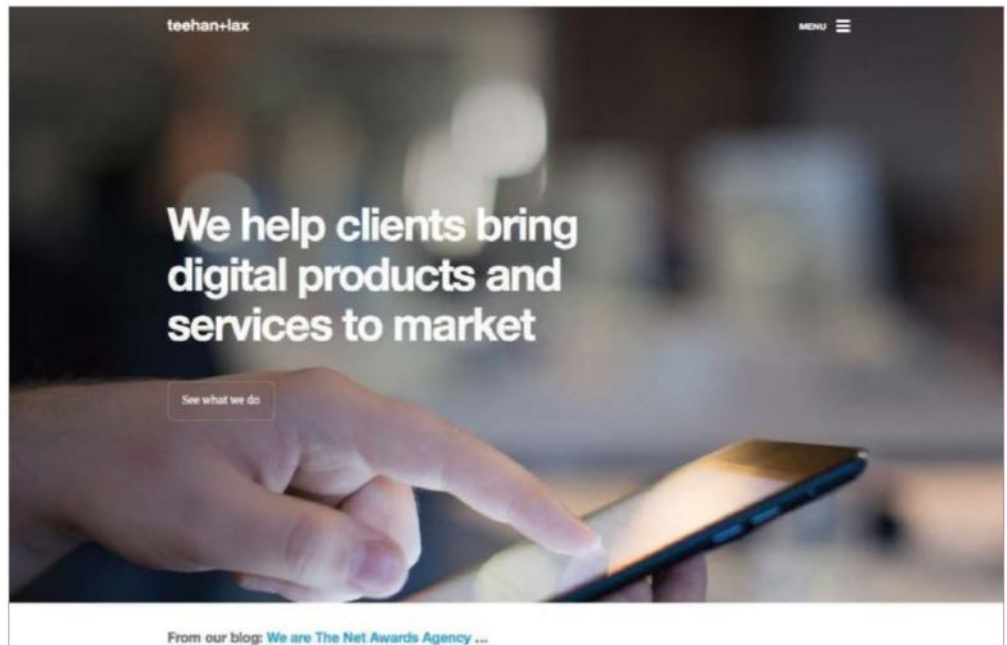 teehan+lax
MENU
We help clients bring
digital products and
services to market
See what we do
From our blog: We are The Net Awards Agency ...